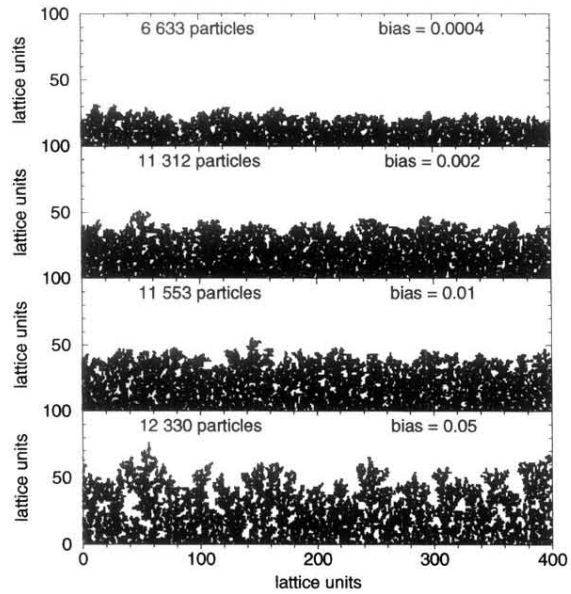 100
6 633 particles bias = 0.0004
lattice units
50
100
11 312 particles bias = 0.002
lattice units
50
100
11 553 particles bias = 0.01
lattice units
50
100
12 330 particles bias = 0.05
lattice units
50
0
0 100 200 300 400
lattice units